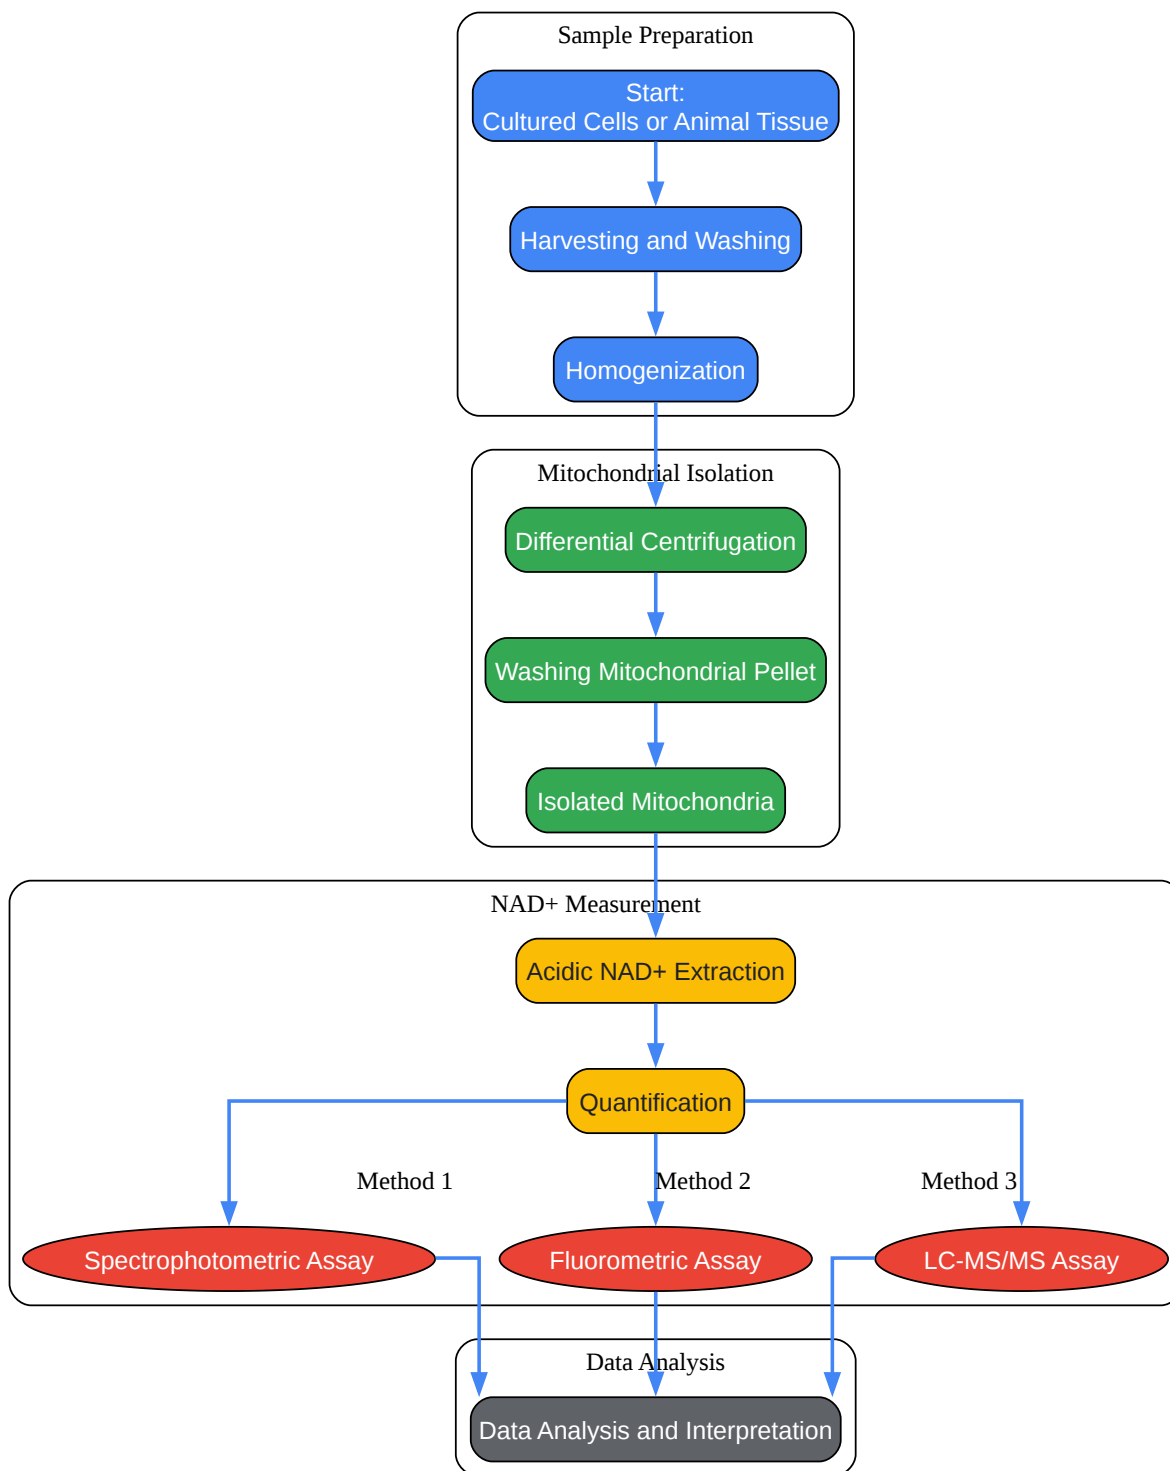 Sample Preparation
Start:
Cultured Cells or Animal Tissue
Harvesting and Washing
Homogenization
Mitochondrial Isolation
Differential Centrifugation
Washing Mitochondrial Pellet
Isolated Mitochondria
NAD+ Measurement
Acidic NAD+ Extraction
Quantification
Method 1
Method 2
Method 3
Spectrophotometric Assay
Fluorometric Assay
LC-MS/MS Assay
Data Analysis
Data Analysis and Interpretation